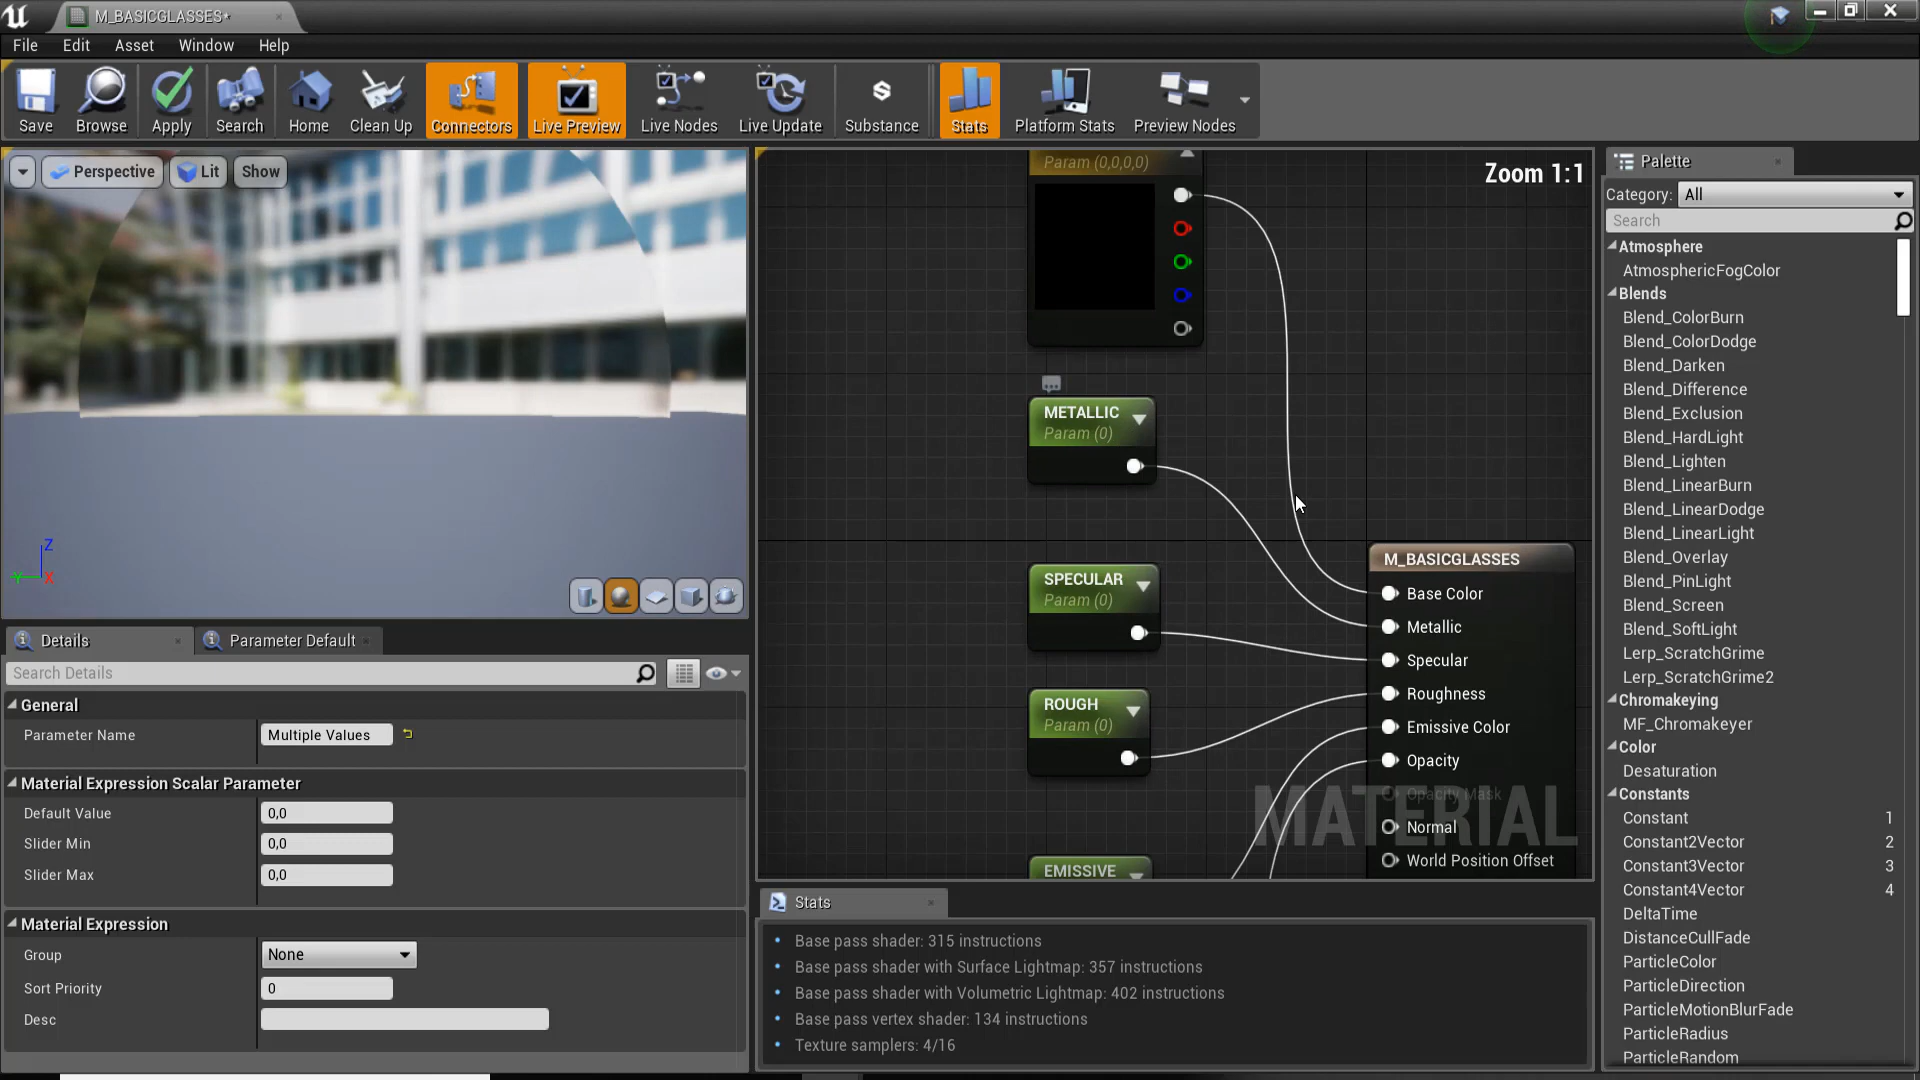 M_BASICGLASSES*
File Edit Asset Window Help
Save Browse Apply Search Home Clean Up Connectors Live Preview Live Nodes Live Update Substance Stats Platform Stats Preview Nodes
Perspective Lit Show
Z
Y X
Details Parameter Default
Search Details
General
Parameter Name Multiple Values
Material Expression Scalar Parameter
Default Value 0,0
Slider Min 0,0
Slider Max 0,0
Material Expression
Group None
Sort Priority 0
Desc
Zoom 1:1
Param (0,0,0,0)
METALLIC
Param (0)
SPECULAR
Param (0)
ROUGH
Param (0)
EMISSIVE
M_BASICGLASSES
Base Color
Metallic
Specular
Roughness
Emissive Color
Opacity
Opacity Mask
Normal
World Position Offset
MATERIAL
Stats
Base pass shader: 315 instructions
Base pass shader with Surface Lightmap: 357 instructions
Base pass shader with Volumetric Lightmap: 402 instructions
Base pass vertex shader: 134 instructions
Texture samplers: 4/16
Palette
Category: All
Search
Atmosphere
AtmosphericFogColor
Blends
Blend_ColorBurn
Blend_ColorDodge
Blend_Darken
Blend_Difference
Blend_Exclusion
Blend_HardLight
Blend_Lighten
Blend_LinearBurn
Blend_LinearDodge
Blend_LinearLight
Blend_Overlay
Blend_PinLight
Blend_Screen
Blend_SoftLight
Lerp_ScratchGrime
Lerp_ScratchGrime2
Chromakeying
MF_Chromakeyer
Color
Desaturation
Constants
Constant 1
Constant2Vector 2
Constant3Vector 3
Constant4Vector 4
DeltaTime
DistanceCullFade
ParticleColor
ParticleDirection
ParticleMotionBlurFade
ParticleRadius
ParticleRandom